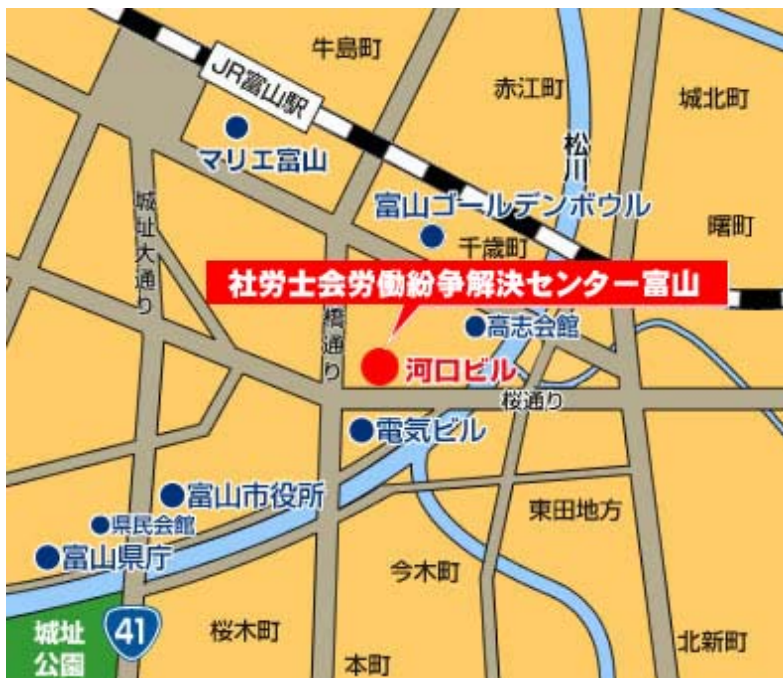 牛島町
JR富山駅
赤江町
城北町
マリエ富山
松川
富山ゴールデンボウル
曙町
千歳町
城址大通り
社労士会労働紛争解決センター富山
高志会館
橋通り
河口ビル
桜通り
電気ビル
富山市役所
東田地方
県民会館
富山県庁
今木町
城址
公園
41
桜木町
本町
北新町